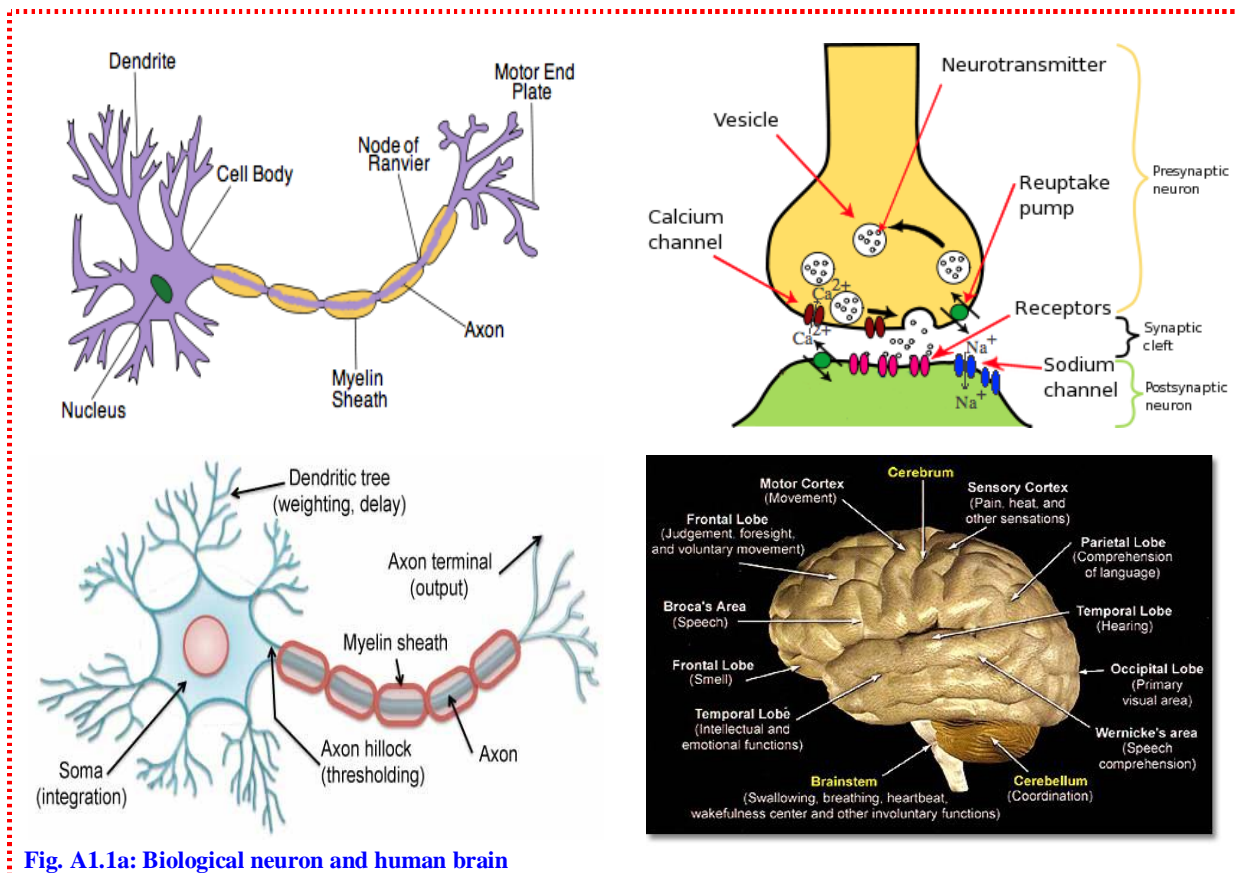 Dendrite
Motor End
Plate
Node of
Ranvier
Cell Body
Axon
Myelin
Sheath
Nucleus
Neurotransmitter
Vesicle
Presynaptic
neuron
Reuptake
pump
Calcium
channel
Ca2+
Receptors
Ca2+
Na+
Synaptic
cleft
Sodium
channel
Na+
Postsynaptic
neuron
Dendritic tree
(weighting, delay)
Axon terminal
(output)
Myelin sheath
Axon
Axon hillock
(thresholding)
Soma
(integration)
Cerebrum
Motor Cortex
(Movement)
Sensory Cortex
(Pain, heat, and
other sensations)
Frontal Lobe
(Judgement, foresight,
and voluntary movement)
Parietal Lobe
(Comprehension
of language)
Broca's Area
(Speech)
Temporal Lobe
(Hearing)
Frontal Lobe
(Smell)
Occipital Lobe
(Primary
visual area)
Temporal Lobe
(Intellectual and
emotional functions)
Wernicke's area
(Speech
comprehension)
Brainstem
(Swallowing, breathing, heartbeat,
wakefulness center and other involuntary functions)
Cerebellum
(Coordination)
Fig. A1.1a: Biological neuron and human brain